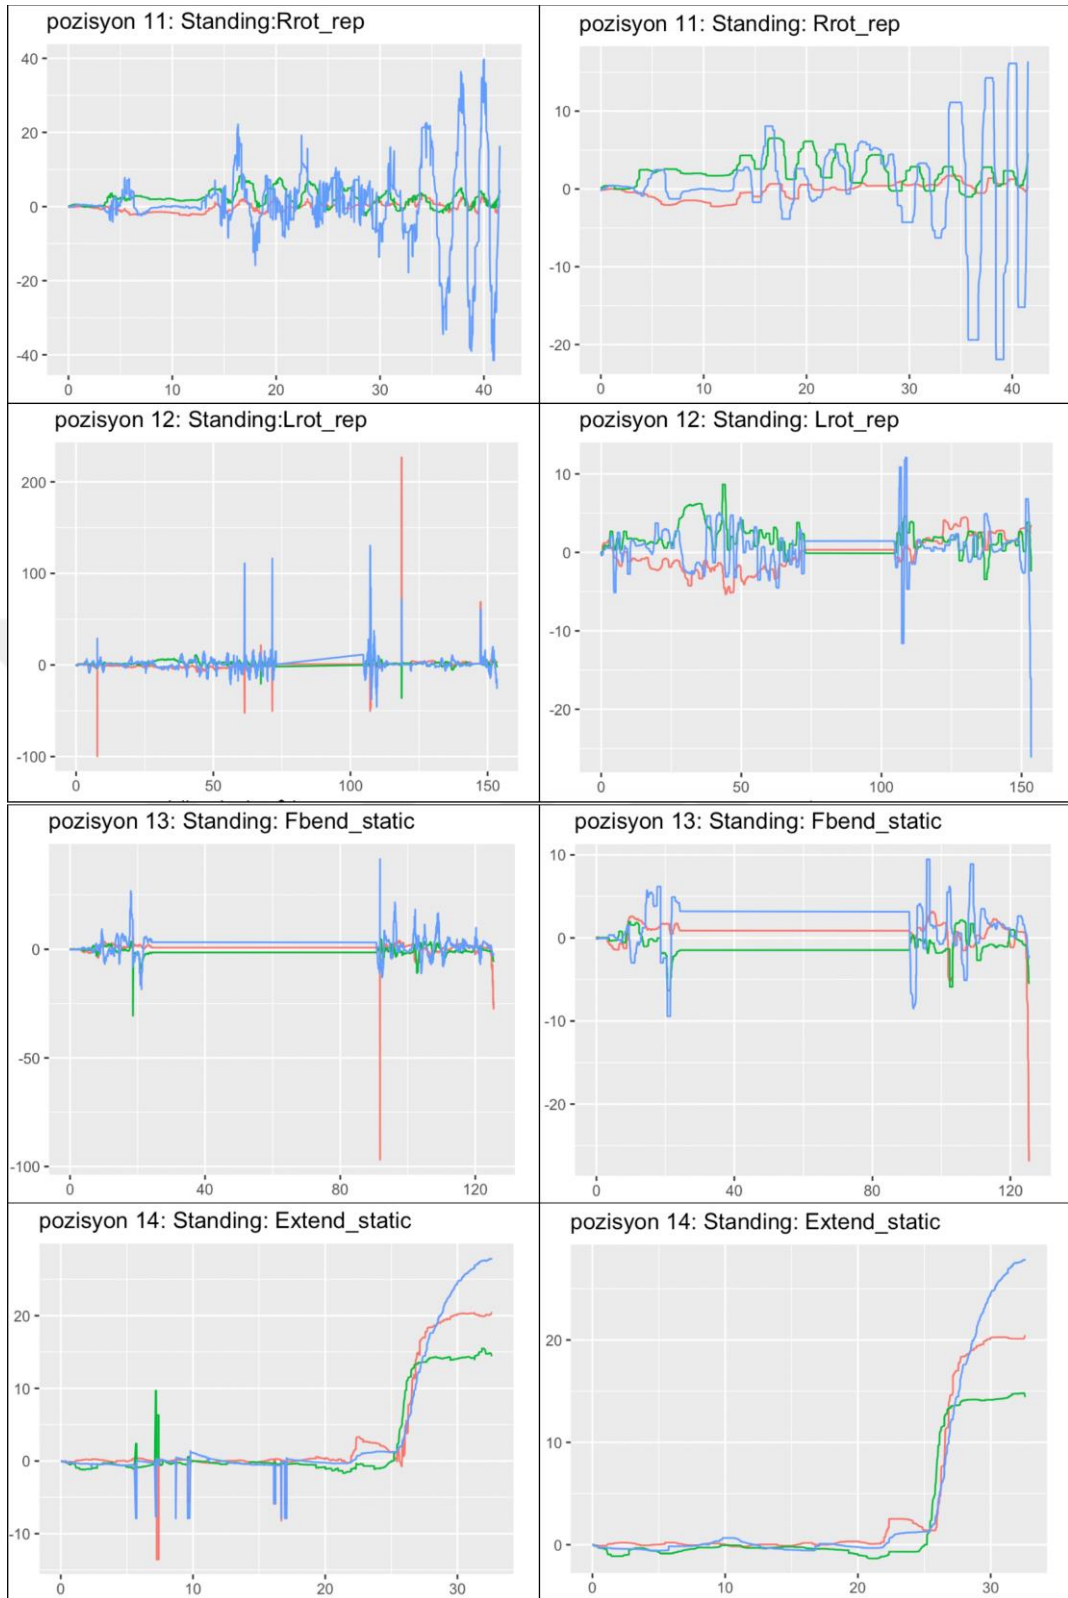 pozisyon 11: Standing:Rrot_rep
40
20
0
-20
-40
0 10 20 30 40
pozisyon 11: Standing: Rrot_rep
10
0
-10
-20
0 10 20 30 40
pozisyon 12: Standing:Lrot_rep
200
100
0
-100
0 50 100 150
pozisyon 12: Standing: Lrot_rep
10
0
-10
-20
0 50 100 150
pozisyon 13: Standing: Fbend_static
0
-50
-100
0 40 80 120
pozisyon 13: Standing: Fbend_static
10
0
-10
-20
0 40 80 120
pozisyon 14: Standing: Extend_static
20
10
0
-10
0 10 20 30
pozisyon 14: Standing: Extend_static
20
10
0
0 10 20 30